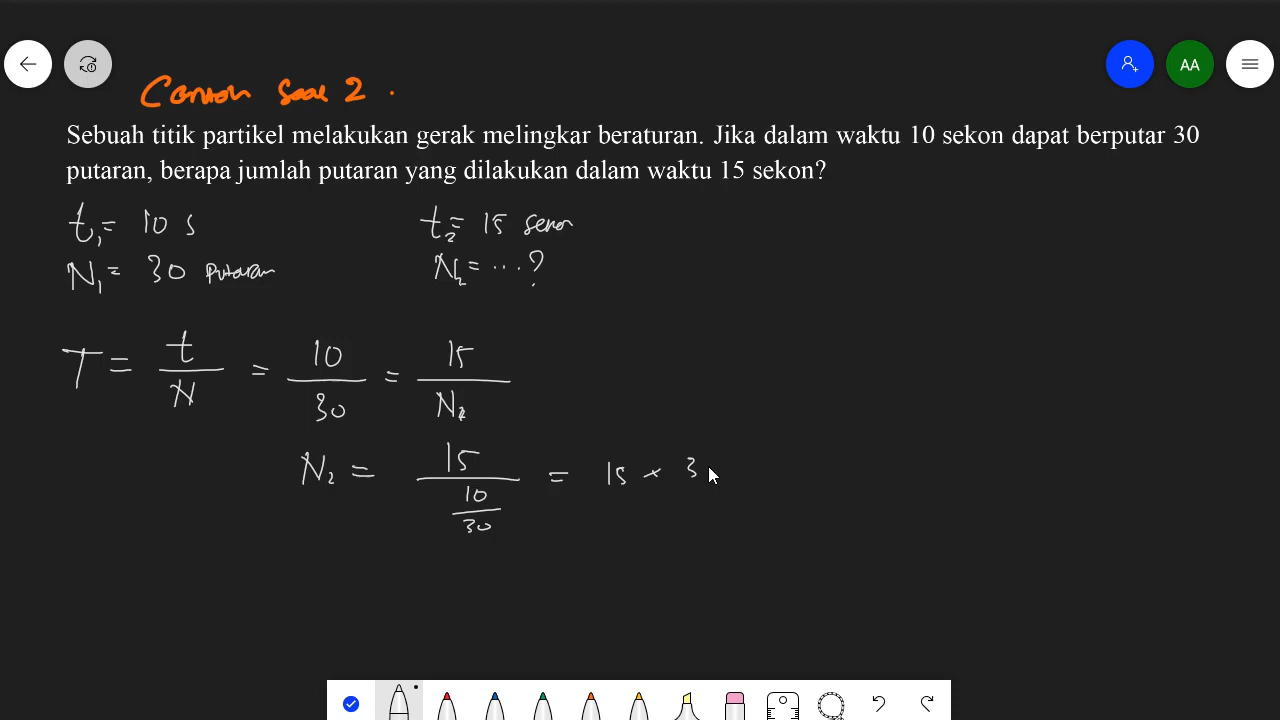 AA
Contoh Soal 2.
Sebuah titik partikel melakukan gerak melingkar beraturan. Jika dalam waktu 10 sekon dapat berputar 30
putaran, berapa jumlah putaran yang dilakukan dalam waktu 15 sekon?
t₁ = 10 s t₂ = 15 sekon
N₁ = 30 putaran N₂ = ...?
T = t/N = 10/30 = 15/N₂
N₂ = 15/(10/30) = 15 × 3